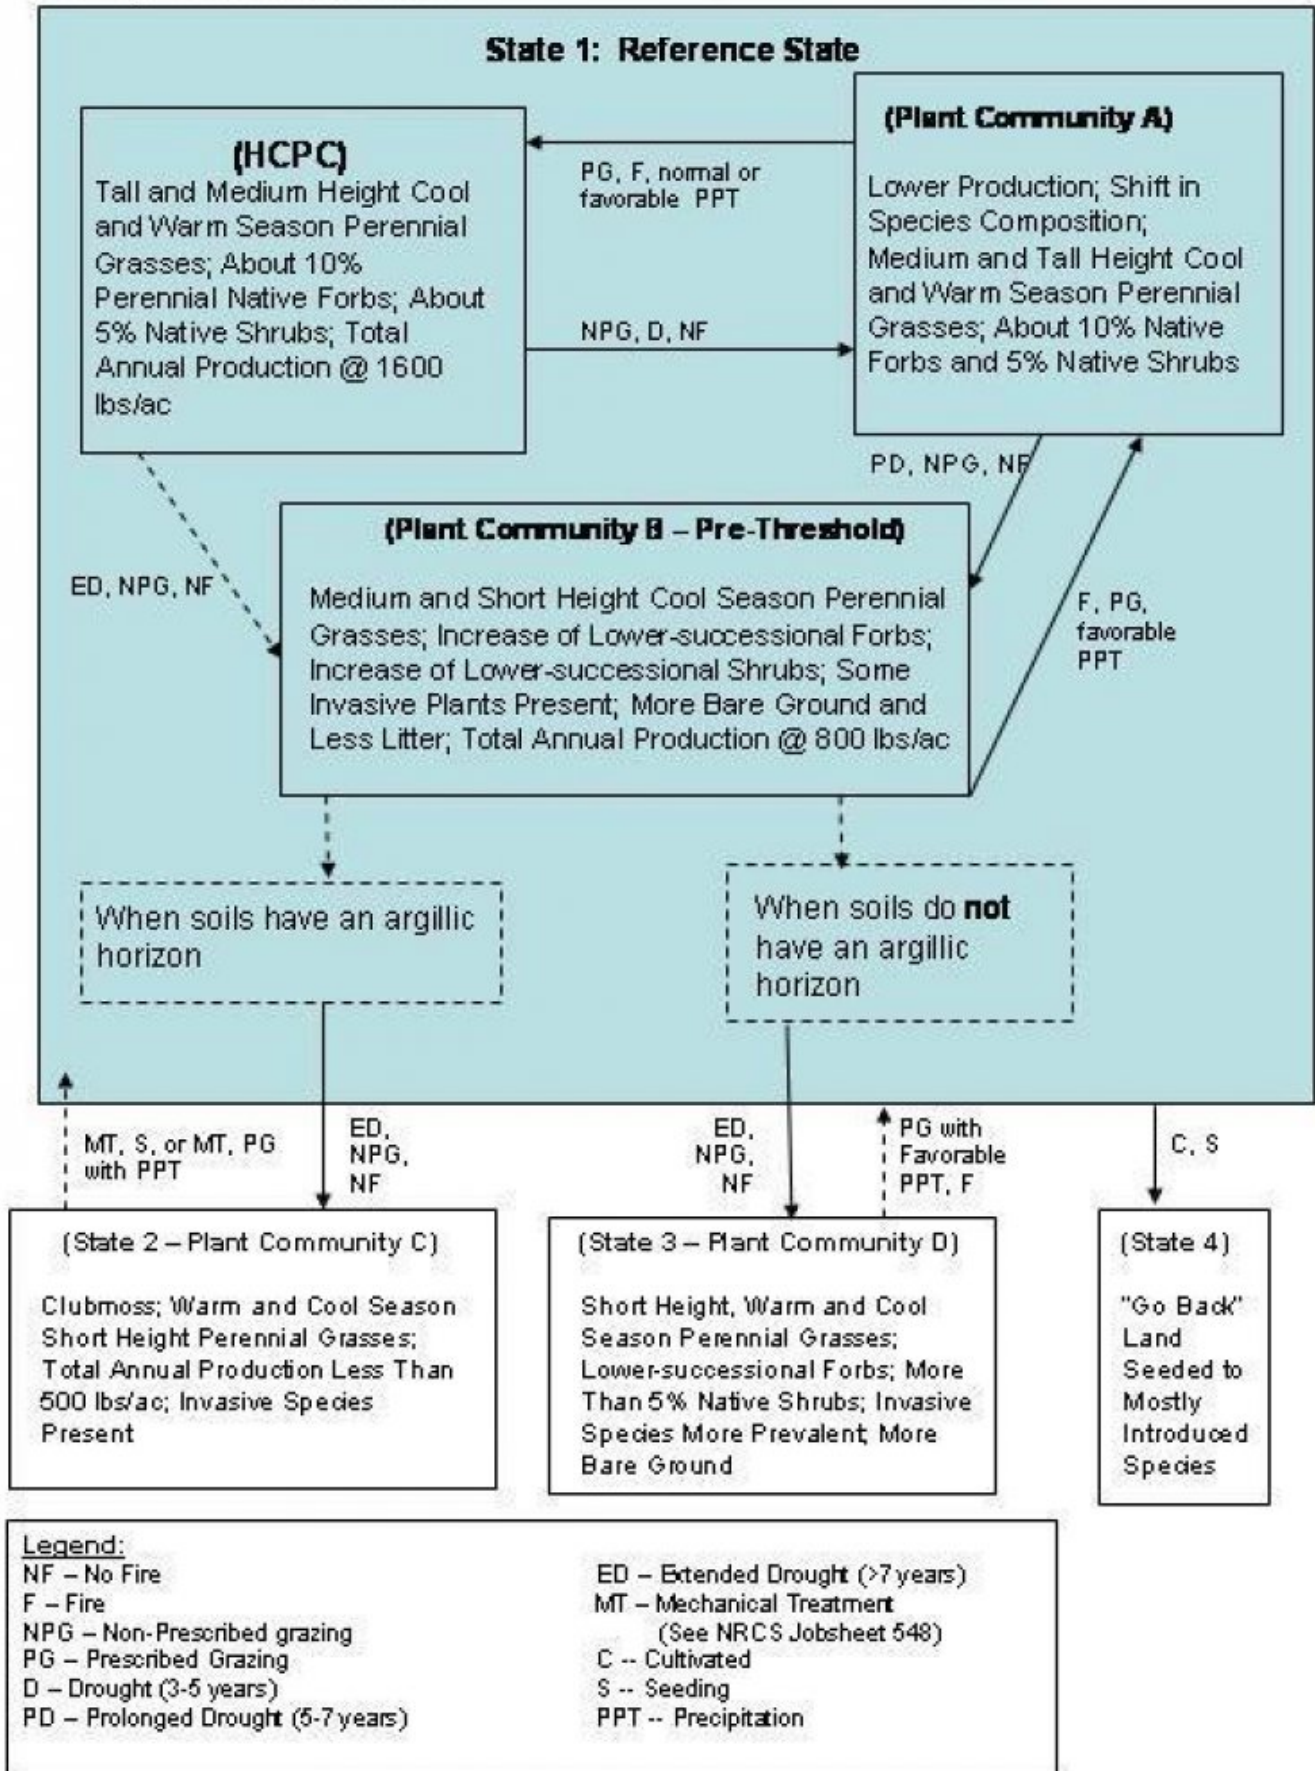 State 1: Reference State
(HCPC)
Tall and Medium Height Cool
and Warm Season Perennial
Grasses; About 10%
Perennial Native Forbs; About
5% Native Shrubs; Total
Annual Production @ 1600
lbs/ac
PG, F, normal or
favorable PPT
NPG, D, NF
(Plant Community A)
Lower Production; Shift in
Species Composition;
Medium and Tall Height Cool
and Warm Season Perennial
Grasses; About 10% Native
Forbs and 5% Native Shrubs
PD, NPG, NF
ED, NPG, NF
(Plant Community B – Pre-Threshold)
Medium and Short Height Cool Season Perennial
Grasses; Increase of Lower-successional Forbs;
Increase of Lower-successional Shrubs; Some
Invasive Plants Present; More Bare Ground and
Less Litter; Total Annual Production @ 800 lbs/ac
F, PG,
favorable
PPT
When soils have an argillic
horizon
When soils do not
have an argillic
horizon
MT, S, or MT, PG
with PPT
ED,
NPG,
NF
ED,
NPG,
NF
PG with
Favorable
PPT, F
C, S
(State 2 – Plant Community C)
Clubmoss; Warm and Cool Season
Short Height Perennial Grasses;
Total Annual Production Less Than
500 lbs/ac; Invasive Species
Present
(State 3 – Plant Community D)
Short Height, Warm and Cool
Season Perennial Grasses;
Lower-successional Forbs; More
Than 5% Native Shrubs; Invasive
Species More Prevalent; More
Bare Ground
(State 4)
"Go Back"
Land
Seeded to
Mostly
Introduced
Species
Legend:
NF – No Fire
F – Fire
NPG – Non-Prescribed grazing
PG – Prescribed Grazing
D – Drought (3-5 years)
PD – Prolonged Drought (5-7 years)
ED – Extended Drought (>7 years)
MT – Mechanical Treatment
(See NRCS Jobsheet 548)
C -- Cultivated
S -- Seeding
PPT -- Precipitation